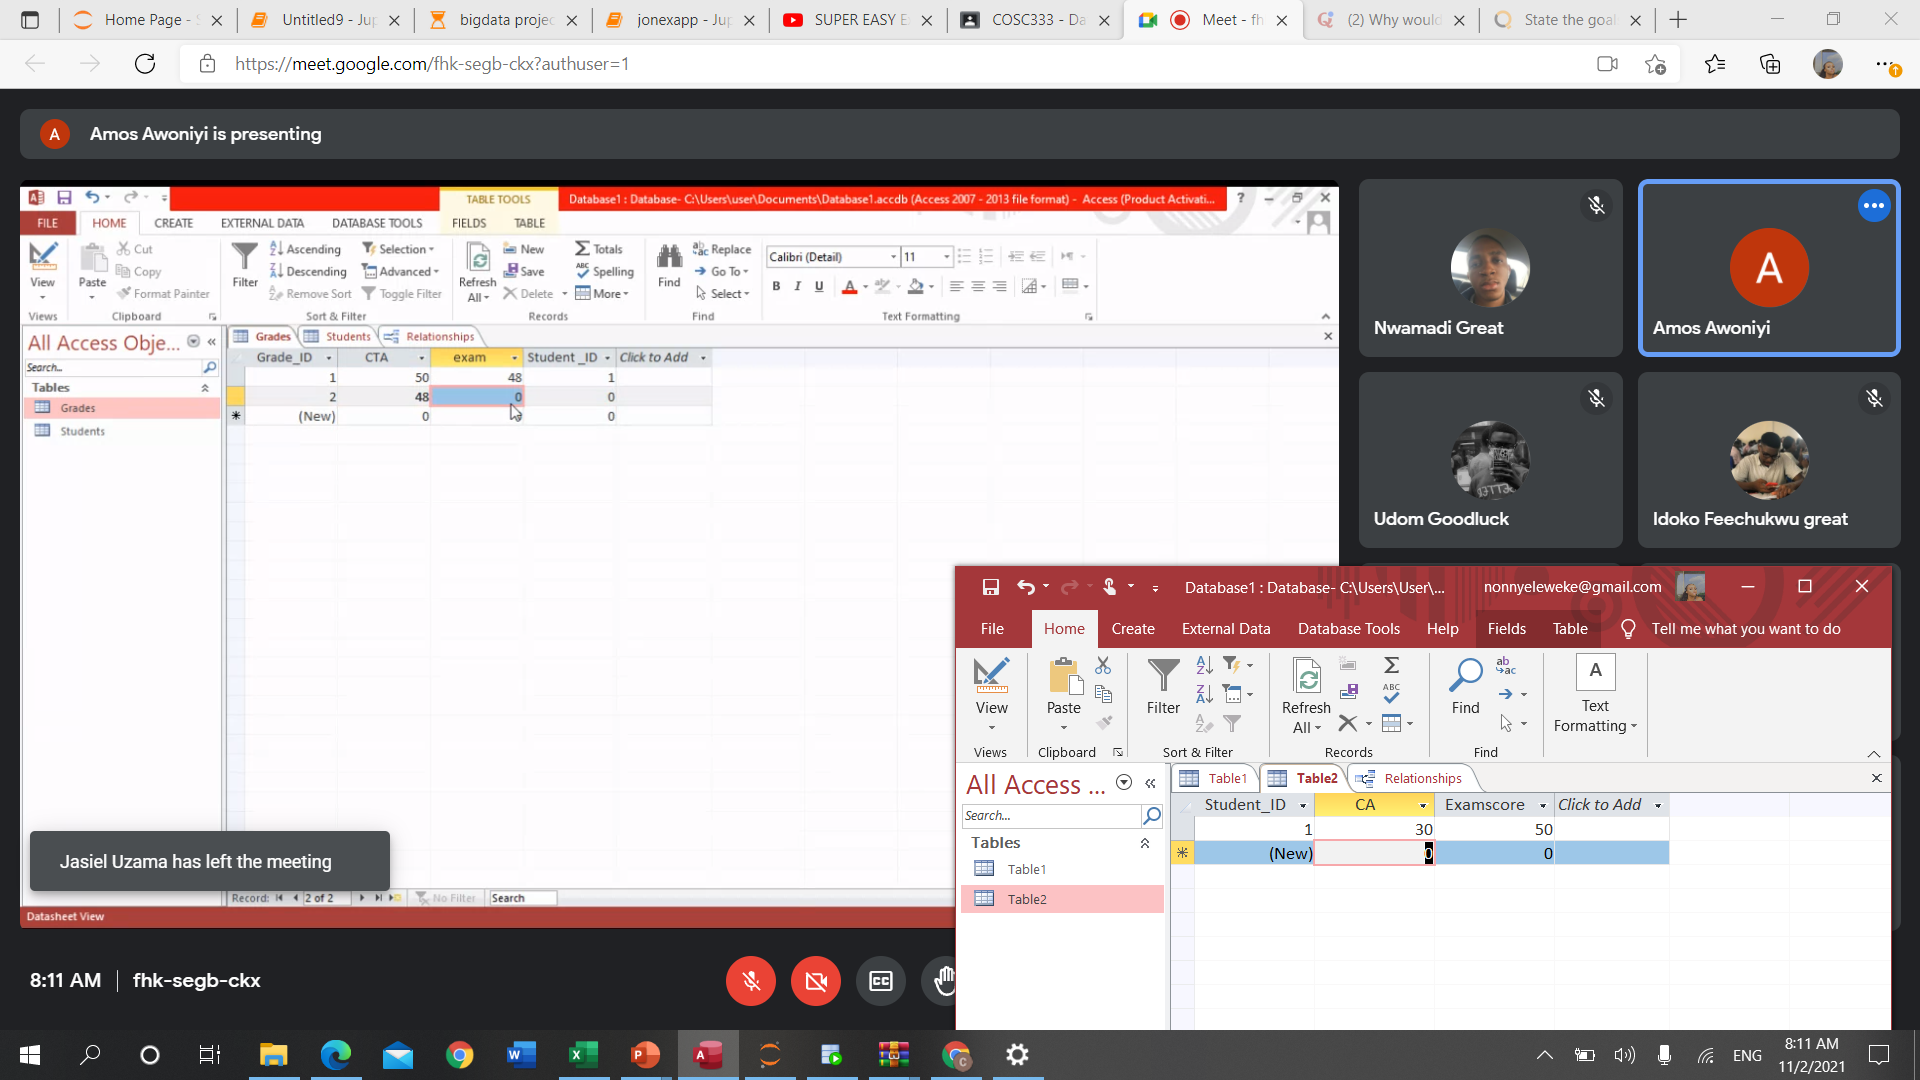 Home Page - S
Untitled9 - Jup
bigdata projec
jonexapp - Jup
SUPER EASY E
COSC333 - Da
Meet - fh
(2) Why would
State the goal
https://meet.google.com/fhk-segb-ckx?authuser=1
A Amos Awoniyi is presenting
TABLE TOOLS
Database1 : Database- C:\Users\user\Documents\Database1.accdb (Access 2007 - 2013 file format) - Access (Product Activati...
FILE HOME CREATE EXTERNAL DATA DATABASE TOOLS FIELDS TABLE
View
Views
Paste
Cut
Copy
Format Painter
Clipboard
Filter
Ascending
Descending
Remove Sort
Selection
Advanced
Toggle Filter
Sort & Filter
Refresh All
New
Save
Delete
Totals
Spelling
More
Records
Find
Replace
Go To
Select
Find
Calibri (Detail) 11
B I U A
Text Formatting
All Access Obje...
Search...
Tables
Grades
Students
Grades Students Relationships
Grade_ID CTA exam Student _ID Click to Add
1 50 48 1
2 48 0 0
(New) 0 0
Record: 2 of 2 No Filter Search
Datasheet View
Jasiel Uzama has left the meeting
Nwamadi Great
A
Amos Awoniyi
Udom Goodluck
Idoko Feechukwu great
Database1 : Database- C:\Users\User\...
nonnyeleweke@gmail.com
File Home Create External Data Database Tools Help Fields Table Tell me what you want to do
View
Views
Paste
Clipboard
Filter
Sort & Filter
Refresh
All
Records
Find
Find
A
Text
Formatting
All Access ...
Search...
Tables
Table1
Table2
Table1 Table2 Relationships
Student_ID CA Examscore Click to Add
1 30 50
(New) 0 0
8:11 AM fhk-segb-ckx
ENG
8:11 AM
11/2/2021